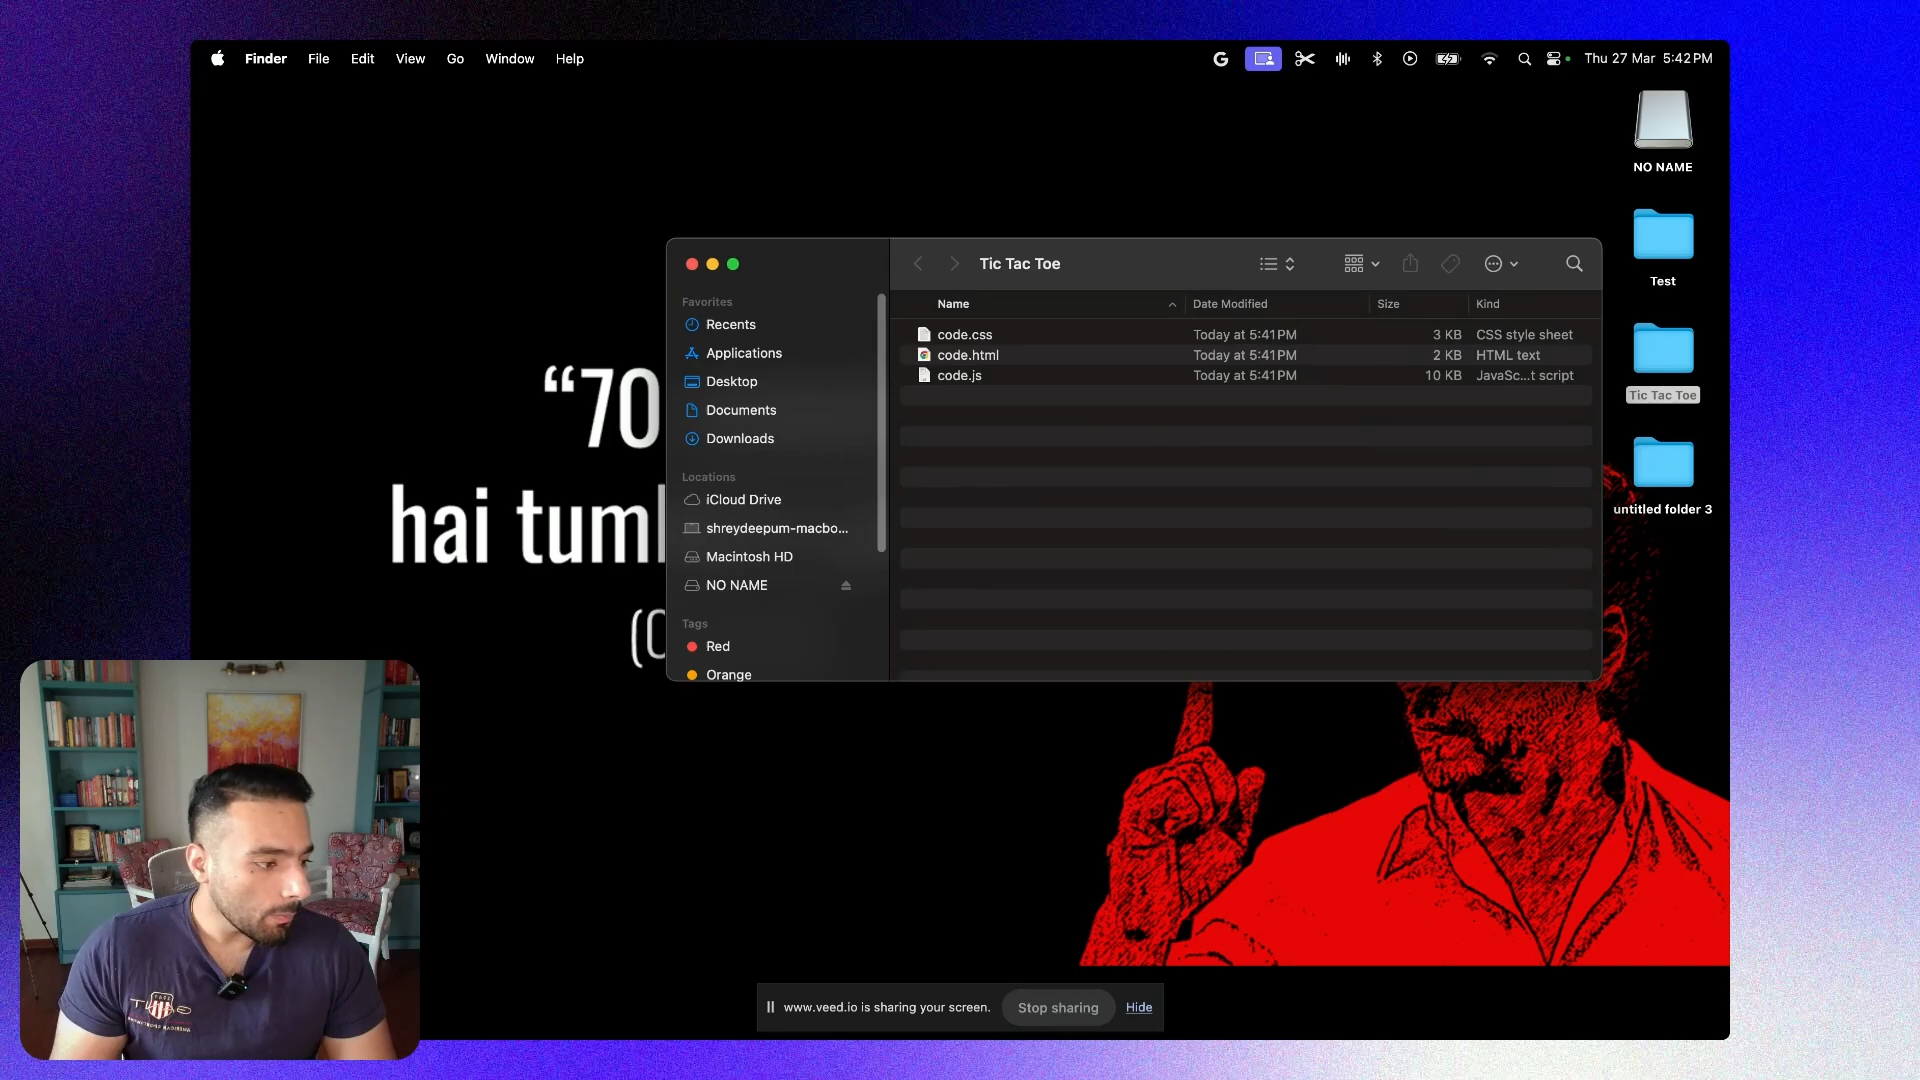 Finder File Edit View Go Window Help
Thu 27 Mar 5:42 PM
NO NAME
Test
Tic Tac Toe
untitled folder 3
“70
hai tuml
(C
Tic Tac Toe
Favorites
Recents
Applications
Desktop
Documents
Downloads
Locations
iCloud Drive
shreydeepum-macbo...
Macintosh HD
NO NAME
Tags
Red
Orange
Name Date Modified Size Kind
code.css Today at 5:41 PM 3 KB CSS style sheet
code.html Today at 5:41 PM 2 KB HTML text
code.js Today at 5:41 PM 10 KB JavaSc...t script
www.veed.io is sharing your screen. Stop sharing Hide